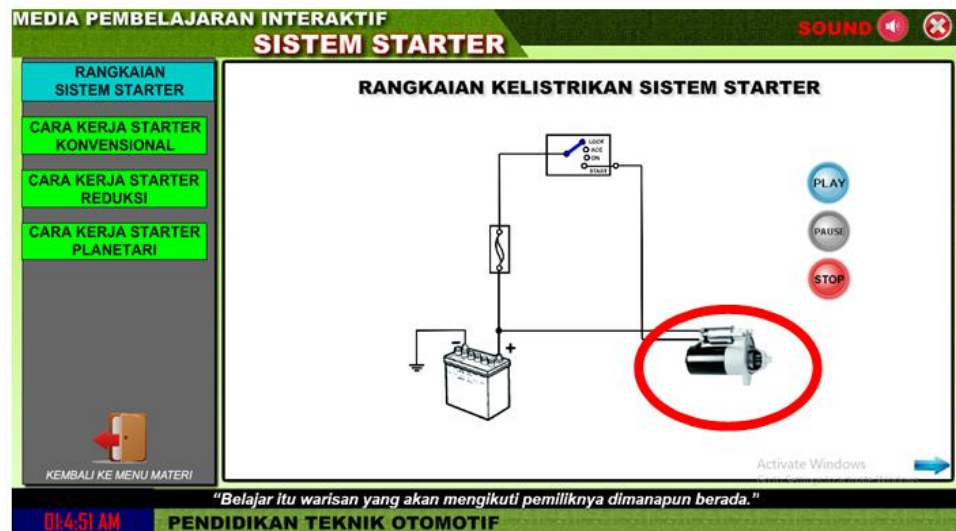 MEDIA PEMBELAJARAN INTERAKTIF
SISTEM STARTER
SOUND
RANGKAIAN
SISTEM STARTER
CARA KERJA STARTER
KONVENSIONAL
CARA KERJA STARTER
REDUKSI
CARA KERJA STARTER
PLANETARI
KEMBALI KE MENU MATERI
RANGKAIAN KELISTRIKAN SISTEM STARTER
LOCK
ACC
ON
START
PLAY
PAUSE
STOP
- +
Activate Windows
“Belajar itu warisan yang akan mengikuti pemiliknya dimanapun berada.”
01:4:51 AM
PENDIDIKAN TEKNIK OTOMOTIF